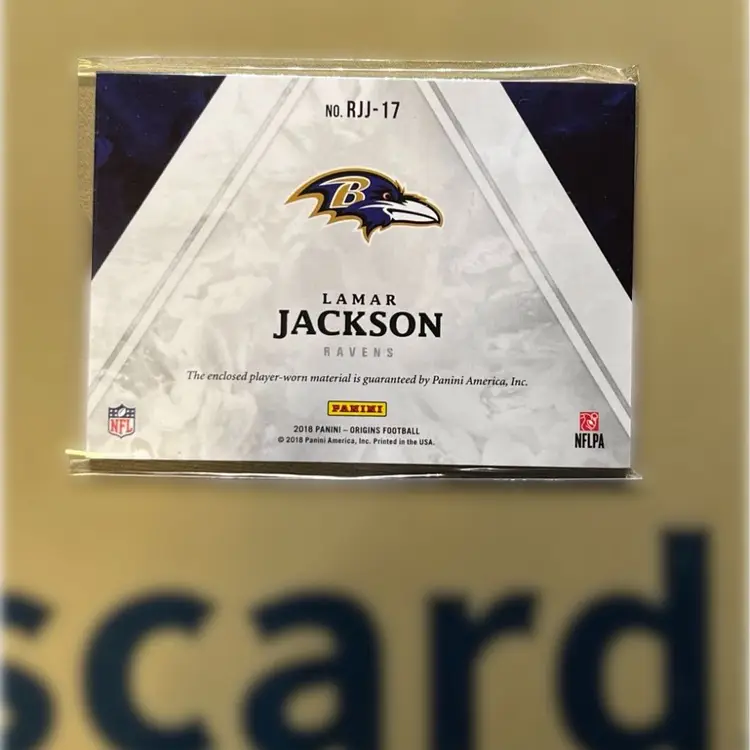 NO. RJJ-17
B
LAMAR
JACKSON
RAVENS
The enclosed player-worn material is guaranteed by Panini America, Inc.
PANINI
NFL
2018 PANINI – ORIGINS FOOTBALL
© 2018 Panini America, Inc. Printed in the USA.
NFLPA
scard